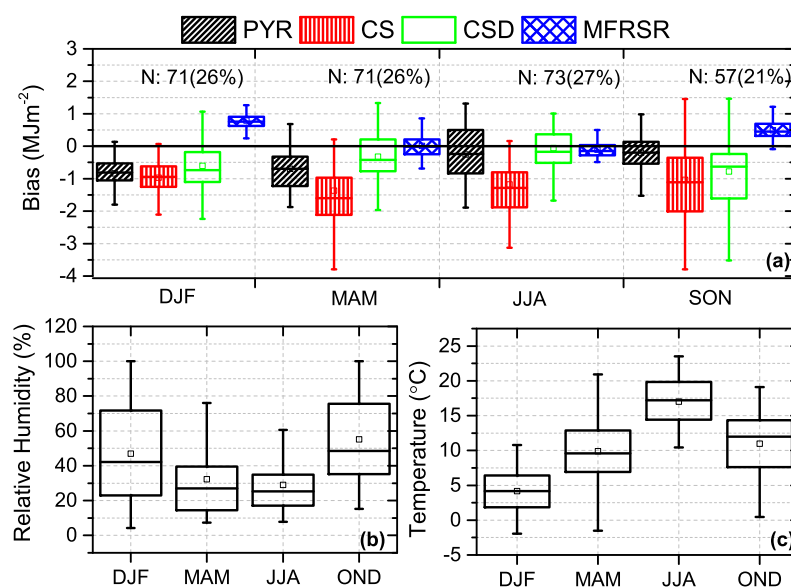 PYR CS CSD MFRSR
Bias (MJm-2)
3
2
1
0
-1
-2
-3
-4
N: 71(26%) N: 71(26%) N: 73(27%) N: 57(21%)
(a)
DJF MAM JJA SON
Relative Humidity (%)
120
100
80
60
40
20
0
(b)
DJF MAM JJA OND
Temperature (°C)
25
20
15
10
5
0
-5
(c)
DJF MAM JJA OND